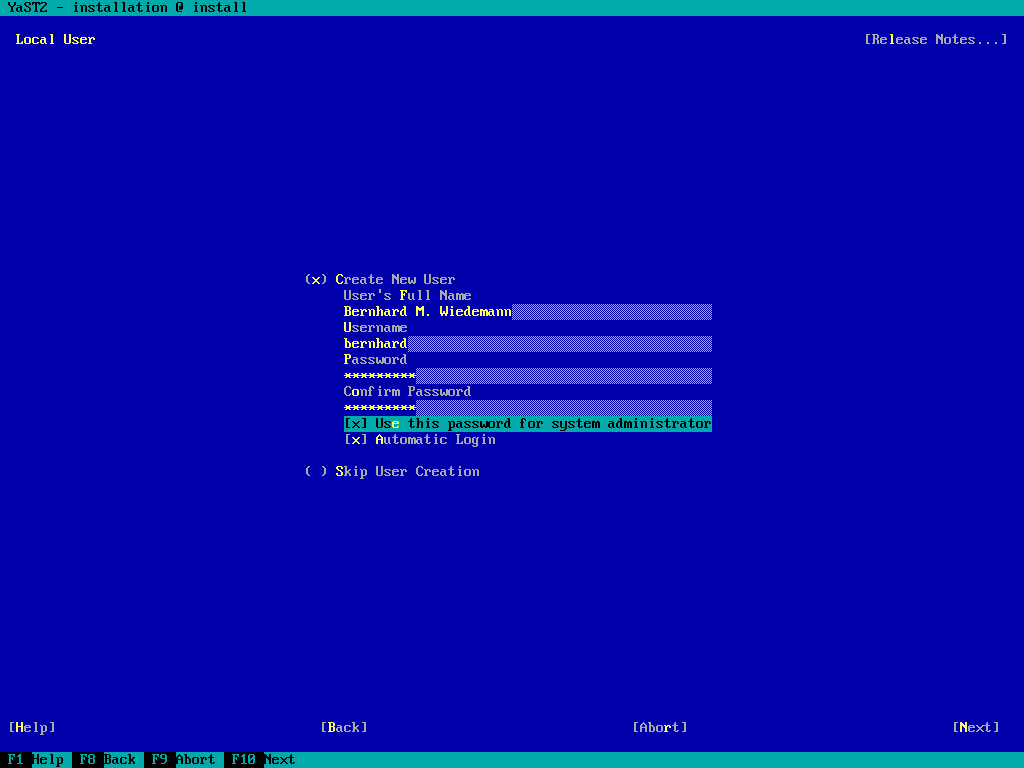 YaST2 - installation @ install
Local User [Release Notes...]
(x) Create New User
User's Full Name
Bernhard M. Wiedemann
Username
bernhard
Password
*********
Confirm Password
*********
[x] Use this password for system administrator
[x] Automatic Login
( ) Skip User Creation
[Help] [Back] [Abort] [Next]
F1 Help F8 Back F9 Abort F10 Next